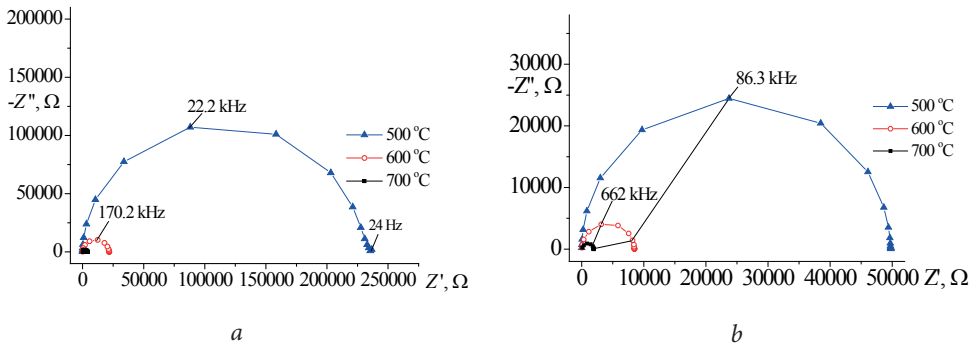 200000
150000
-Z'', Ω
100000
50000
0
22.2 kHz
170.2 kHz
24 Hz
500 °C
600 °C
700 °C
0 50000 100000 150000 200000 250000 Z', Ω
a
30000
-Z'', Ω
20000
10000
0
86.3 kHz
662 kHz
500 °C
600 °C
700 °C
0 10000 20000 30000 40000 50000 Z', Ω
b